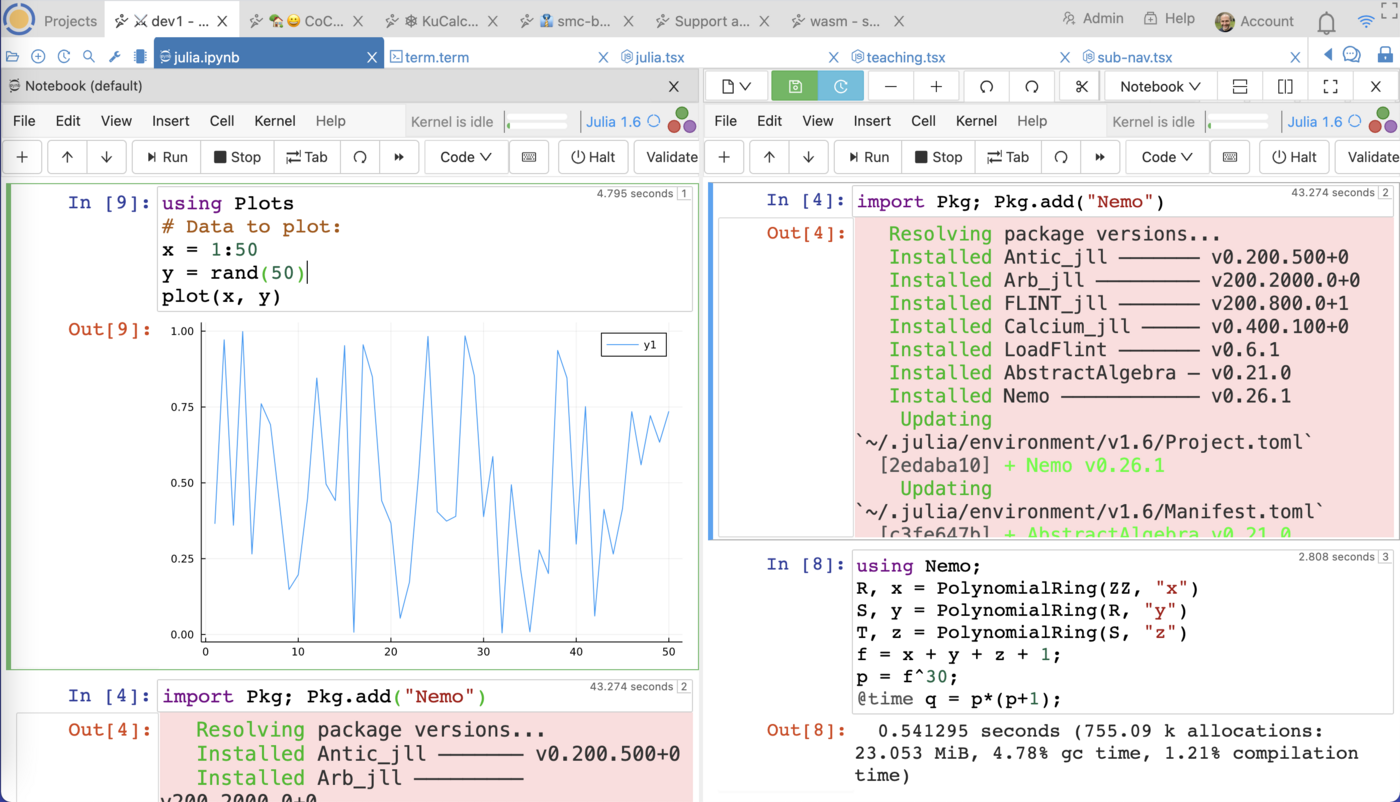 Projects
dev1 - ...
CoC...
KuCalc...
smc-b...
Support a...
wasm - s...
Admin
Help
Account
julia.ipynb
term.term
julia.tsx
teaching.tsx
sub-nav.tsx
Notebook (default)
File Edit View Insert Cell Kernel Help Kernel is idle Julia 1.6
+ Run Stop Tab Code Halt Validate
In [9]:
4.795 seconds 1
using Plots
# Data to plot:
x = 1:50
y = rand(50)
plot(x, y)
Out[9]:
y1
1.00
0.75
0.50
0.25
0.00
0 10 20 30 40 50
In [4]:
43.274 seconds 2
import Pkg; Pkg.add("Nemo")
Out[4]:
Resolving package versions...
Installed Antic_jll ─────── v0.200.500+0
Installed Arb_jll ─────────
v200.2000.0+0
Notebook
File Edit View Insert Cell Kernel Help Kernel is idle Julia 1.6
+ Run Stop Tab Code Halt Validate
In [4]:
43.274 seconds 2
import Pkg; Pkg.add("Nemo")
Out[4]:
Resolving package versions...
Installed Antic_jll ─────── v0.200.500+0
Installed Arb_jll ───────── v200.2000.0+0
Installed FLINT_jll ─────── v200.800.0+1
Installed Calcium_jll ───── v0.400.100+0
Installed LoadFlint ─────── v0.6.1
Installed AbstractAlgebra ─ v0.21.0
Installed Nemo ──────────── v0.26.1
Updating
`~/.julia/environment/v1.6/Project.toml`
[2edaba10] + Nemo v0.26.1
Updating
`~/.julia/environment/v1.6/Manifest.toml`
[c3fe647b] + AbstractAlgebra v0.21.0
In [8]:
2.808 seconds 3
using Nemo;
R, x = PolynomialRing(ZZ, "x")
S, y = PolynomialRing(R, "y")
T, z = PolynomialRing(S, "z")
f = x + y + z + 1;
p = f^30;
@time q = p*(p+1);
Out[8]:
0.541295 seconds (755.09 k allocations:
23.053 MiB, 4.78% gc time, 1.21% compilation
time)